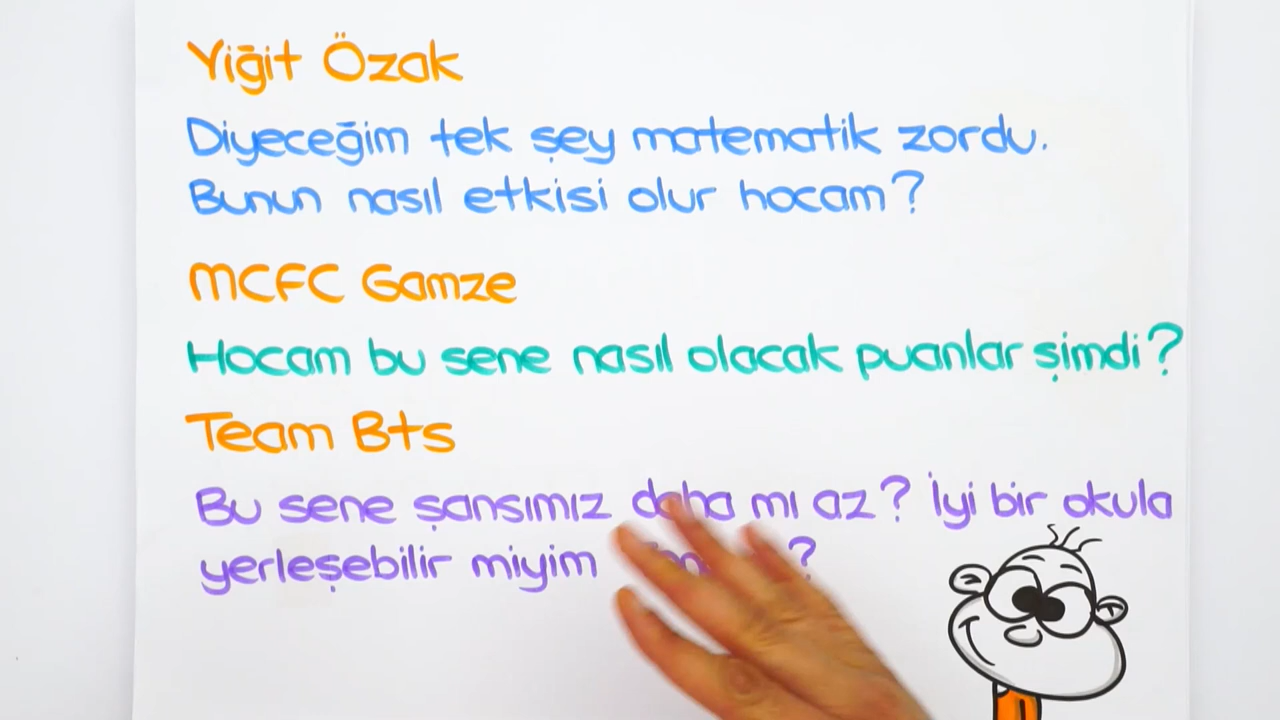 Yiğit Özak
Diyeceğim tek şey matematik zordu.
Bunun nasıl etkisi olur hocam?
MCFC Gamze
Hocam bu sene nasıl olacak puanlar şimdi?
Team Bts
Bu sene şansımız daha mı az? İyi bir okula
yerleşebilir miyim ?